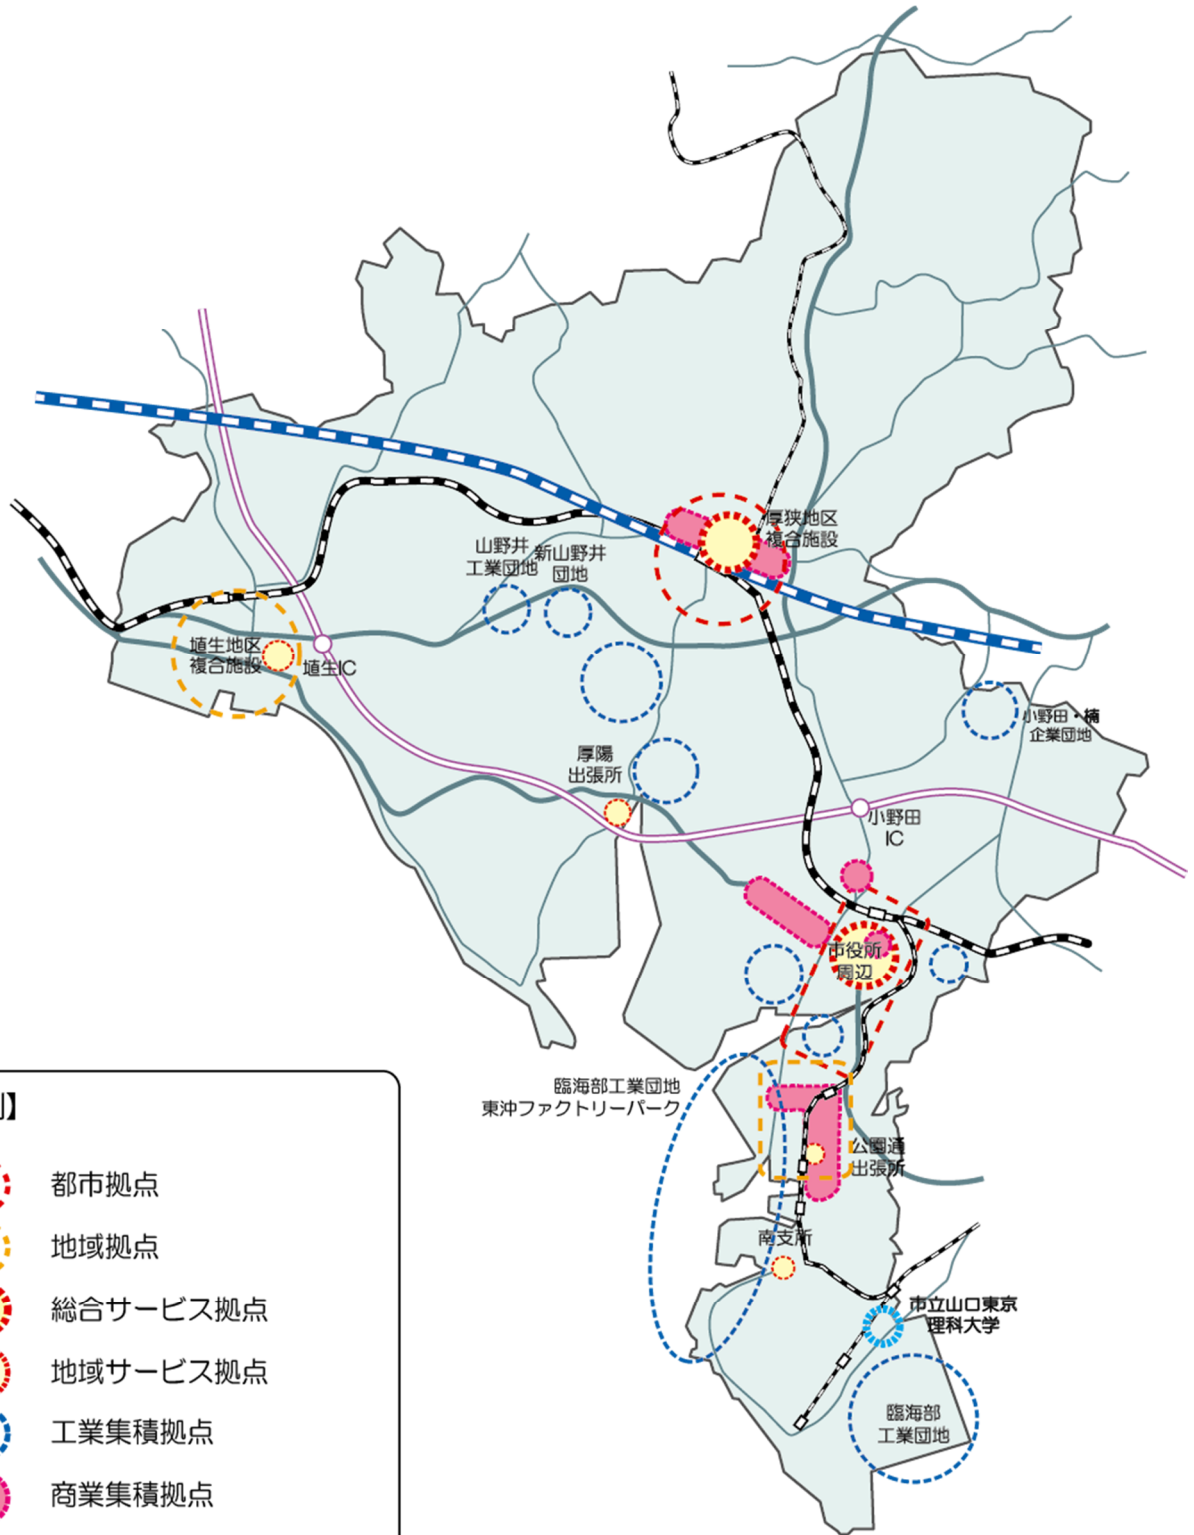 厚狭地区
複合施設
山野井
工業団地
新山野井
団地
埴生地区
複合施設
埴生IC
小野田・楠
企業団地
厚陽
出張所
小野田
IC
市役所
周辺
臨海部工業団地
東沖ファクトリーパーク
公園通
出張所
南支所
市立山口東京
理科大学
臨海部
工業団地
】
都市拠点
地域拠点
総合サービス拠点
地域サービス拠点
工業集積拠点
商業集積拠点